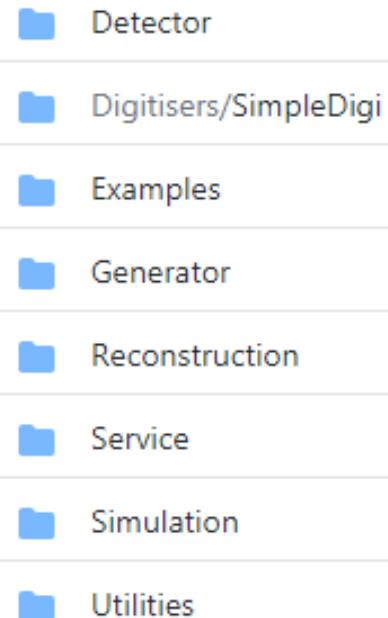 Detector
Digitisers/SimpleDigi
Examples
Generator
Reconstruction
Service
Simulation
Utilities